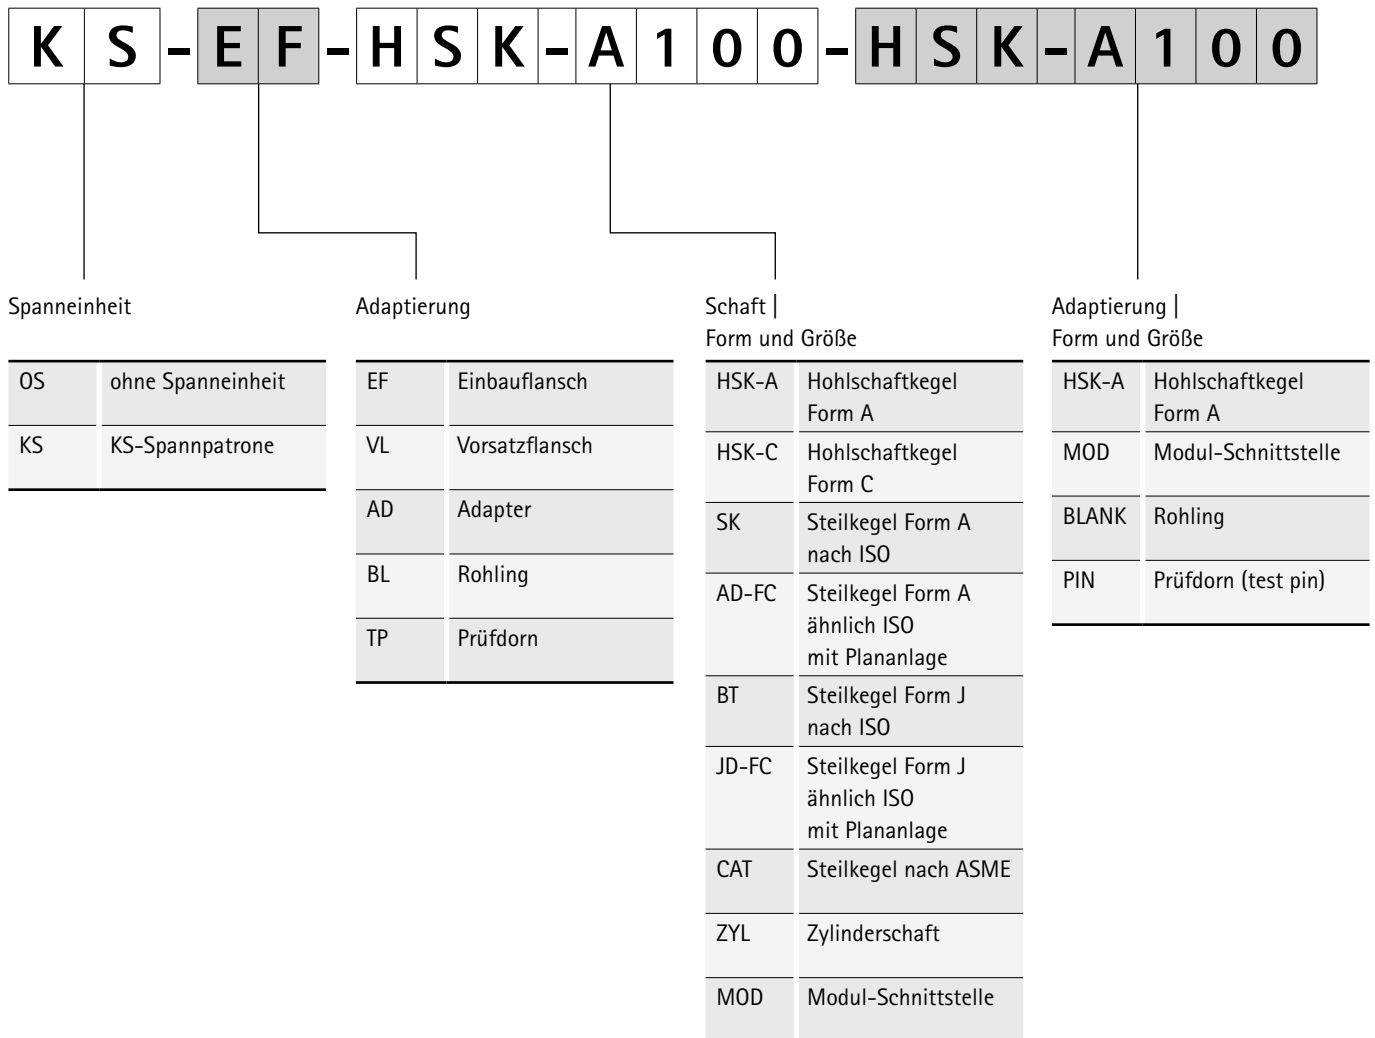 KS-EF-HSK-A100-HSK-A100
Spanneinheit
OS ohne Spanneinheit
KS KS-Spannpatrone
Adaptierung
EF Einbauflansch
VL Vorsatzflansch
AD Adapter
BL Rohling
TP Prüfdorn
Schaft |
Form und Größe
HSK-A Hohlschaftkegel
Form A
HSK-C Hohlschaftkegel
Form C
SK Steilkegel Form A
nach ISO
AD-FC Steilkegel Form A
ähnlich ISO
mit Plananlage
BT Steilkegel Form J
nach ISO
JD-FC Steilkegel Form J
ähnlich ISO
mit Plananlage
CAT Steilkegel nach ASME
ZYL Zylinderschaft
MOD Modul-Schnittstelle
Adaptierung |
Form und Größe
HSK-A Hohlschaftkegel
Form A
MOD Modul-Schnittstelle
BLANK Rohling
PIN Prüfdorn (test pin)